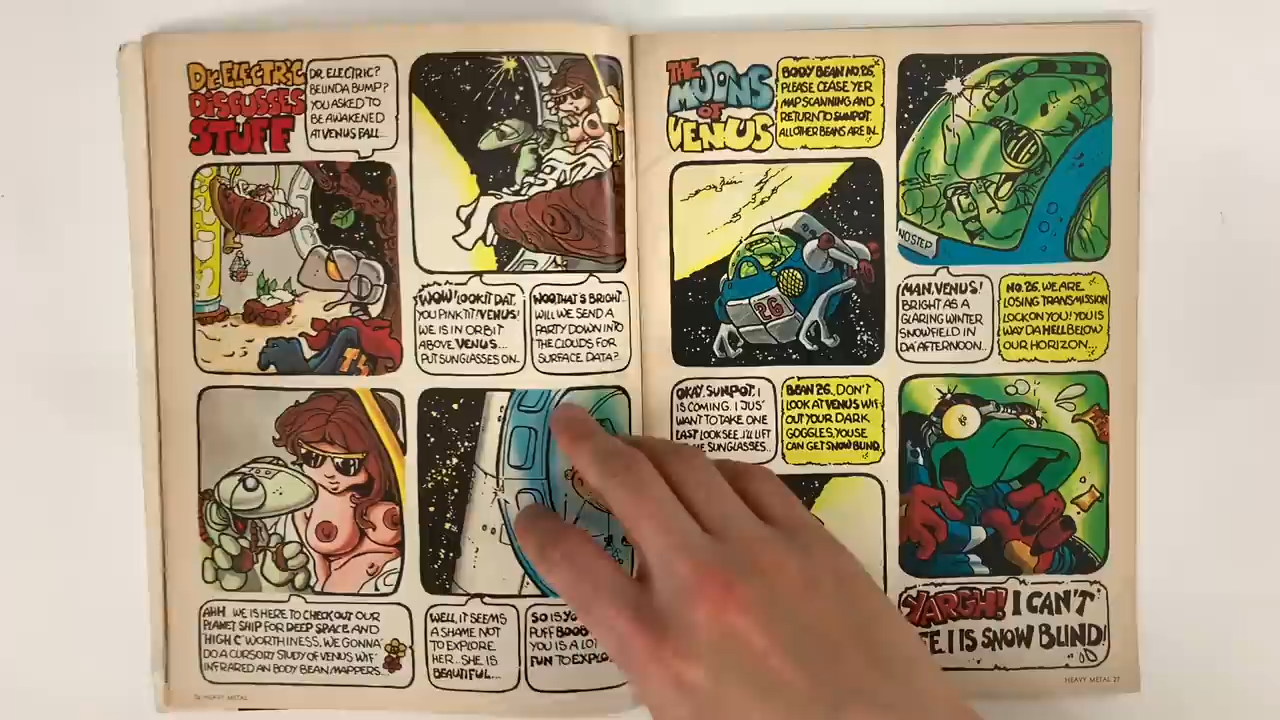 DR. ELECTRIC
DISCUSSES
STUFF
DR. ELECTRIC?
BELINDA BUMP?
YOU ASKED TO
BE AWAKENED
AT VENUS FALL...
WOW! LOOKIT DAT,
YOU PINK TIT! VENUS!
WE IS IN ORBIT
ABOVE VENUS...
PUT SUNGLASSES ON..
WOO, THAT'S BRIGHT..
WILL WE SEND A
PARTY DOWN INTO
THE CLOUDS FOR
SURFACE DATA?
AHH.. WE IS HERE TO CHECK OUT OUR
PLANET SHIP FOR DEEP SPACE AND
'HIGH C' WORTHINESS. WE GONNA
DO A CURSORY STUDY OF VENUS WIF
INFRARED AN BODY BEAN MAPPERS...
WELL, IT SEEMS
A SHAME NOT
TO EXPLORE
HER... SHE IS
BEAUTIFUL...
SO IS
PUFF BOOB
YOU IS A LOT
FUN TO
HEAVY METAL
THE
MOONS
OF
VENUS
BODY BEAN NO. 26,
PLEASE CEASE YER
MAP SCANNING AND
RETURN TO SUNPOT.
ALL OTHER BEANS ARE IN.
26
OKAY, SUNPOT, I
IS COMING. I JUS'
WANT TO TAKE ONE
LAST LOOK SEE. I'LL LIFT
SUNGLASSES..
BEAN 26, DON'T
LOOK AT VENUS WIF
OUT YOUR DARK
GOGGLES, YOUSE
CAN GET SNOW BLIND.
NO STEP
MAN, VENUS!
BRIGHT AS A
GLARING WINTER
SNOWFIELD IN
DA AFTERNOON..
NO. 26, WE ARE
LOSING TRANSMISSION
LOCK ON YOU! YOU IS
WAY DA HELL BELOW
OUR HORIZON...
YARGH! I CAN'T
I IS SNOW BLIND!
HEAVY METAL 27